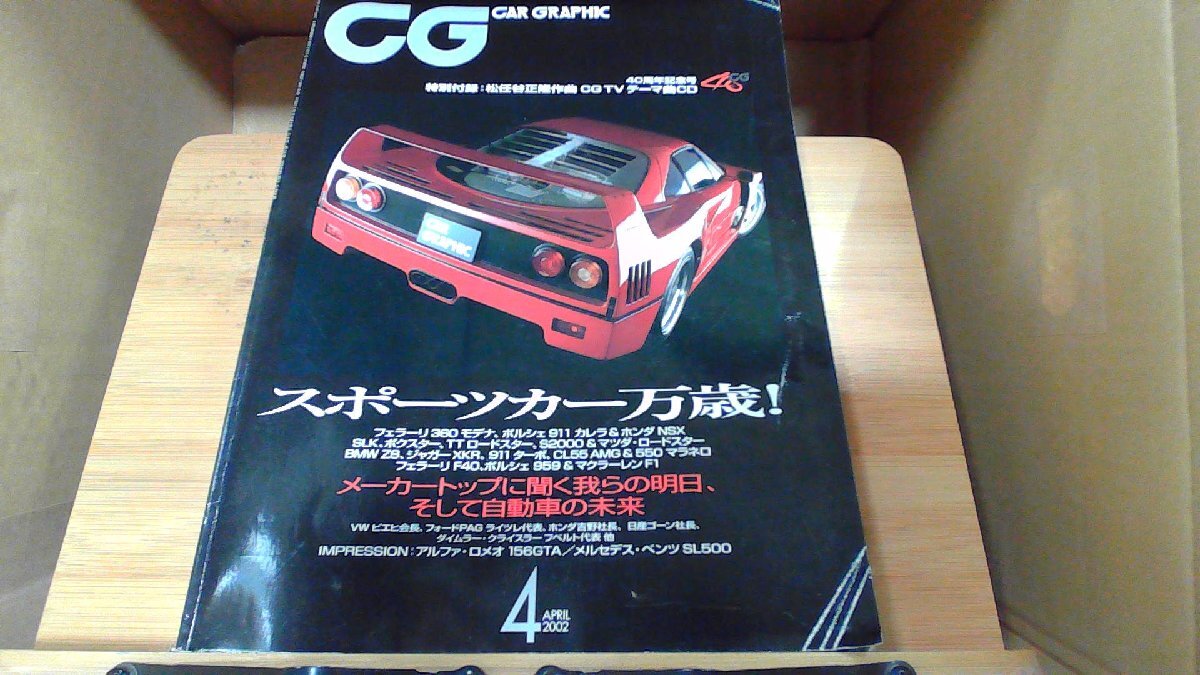 CG CAR GRAPHIC
40周年記念号
特別付録：松任谷正隆作曲 CG TV テーマ曲CD
CG
40
CAR
GRAPHIC
スポーツカー万歳！
フェラーリ 360 モデナ、ポルシェ 911 カレラ & ホンダ NSX
SLK、ボクスター、TT ロードスター、S2000 & マツダ・ロードスター
BMW Z8、ジャガー XKR、911 ターボ、CL55 AMG & 550 マラネロ
フェラーリ F40、ポルシェ 959 & マクラーレン F1
メーカートップに聞く我らの明日、
そして自動車の未来
VW ピエヒ会長、フォードPAG ライツレ代表、ホンダ吉野社長、日産ゴーン社長、
ダイムラー・クライスラー フベルト代表 他
IMPRESSION：アルファ・ロメオ 156GTA／メルセデス・ベンツ SL500
4
APRIL
2002